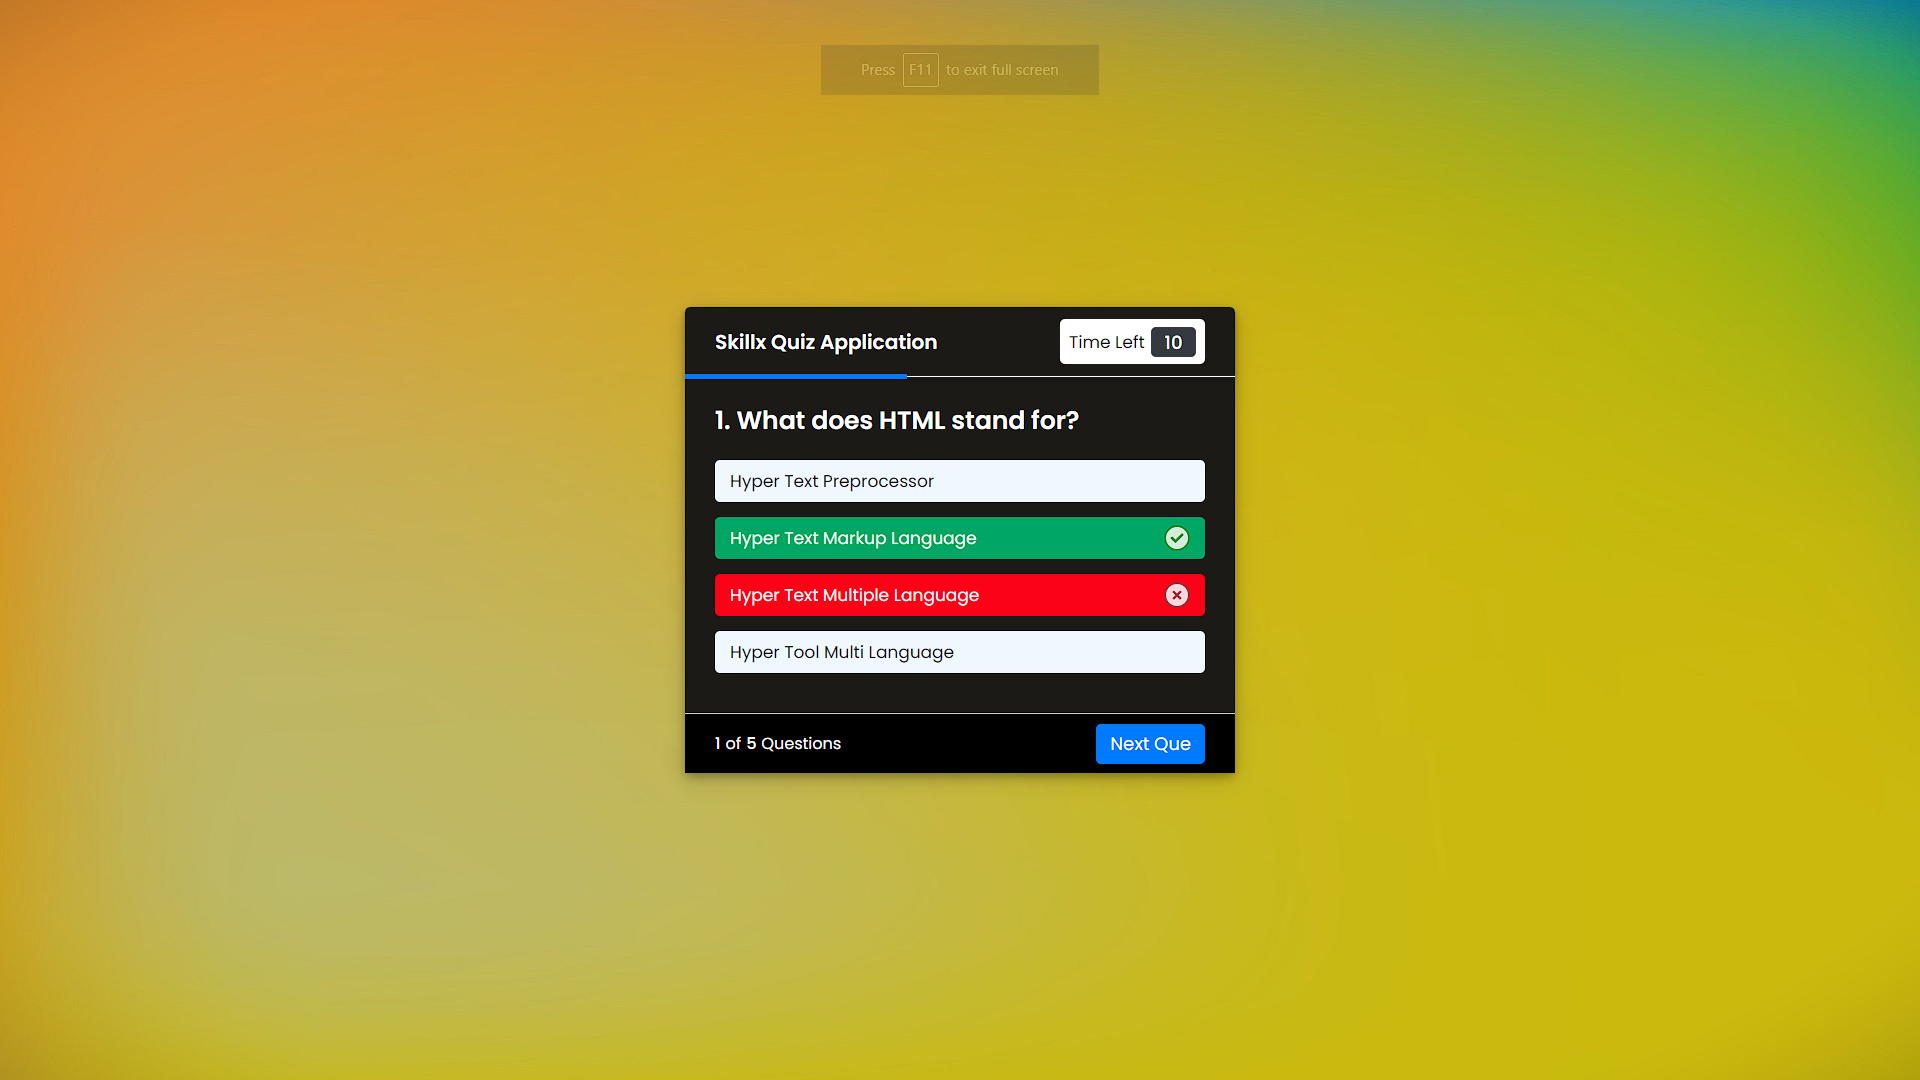 Press F11 to exit full screen
Skillx Quiz Application
Time Left 10
1. What does HTML stand for?
Hyper Text Preprocessor
Hyper Text Markup Language
Hyper Text Multiple Language
Hyper Tool Multi Language
1 of 5 Questions
Next Que